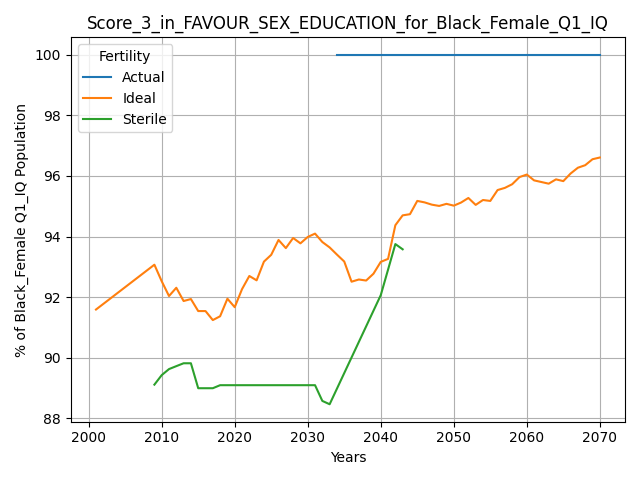 Score_3_in_FAVOUR_SEX_EDUCATION_for_Black_Female_Q1_IQ
Fertility
Actual
Ideal
Sterile
% of Black_Female Q1_IQ Population
100
98
96
94
92
90
88
2000 2010 2020 2030 2040 2050 2060 2070
Years